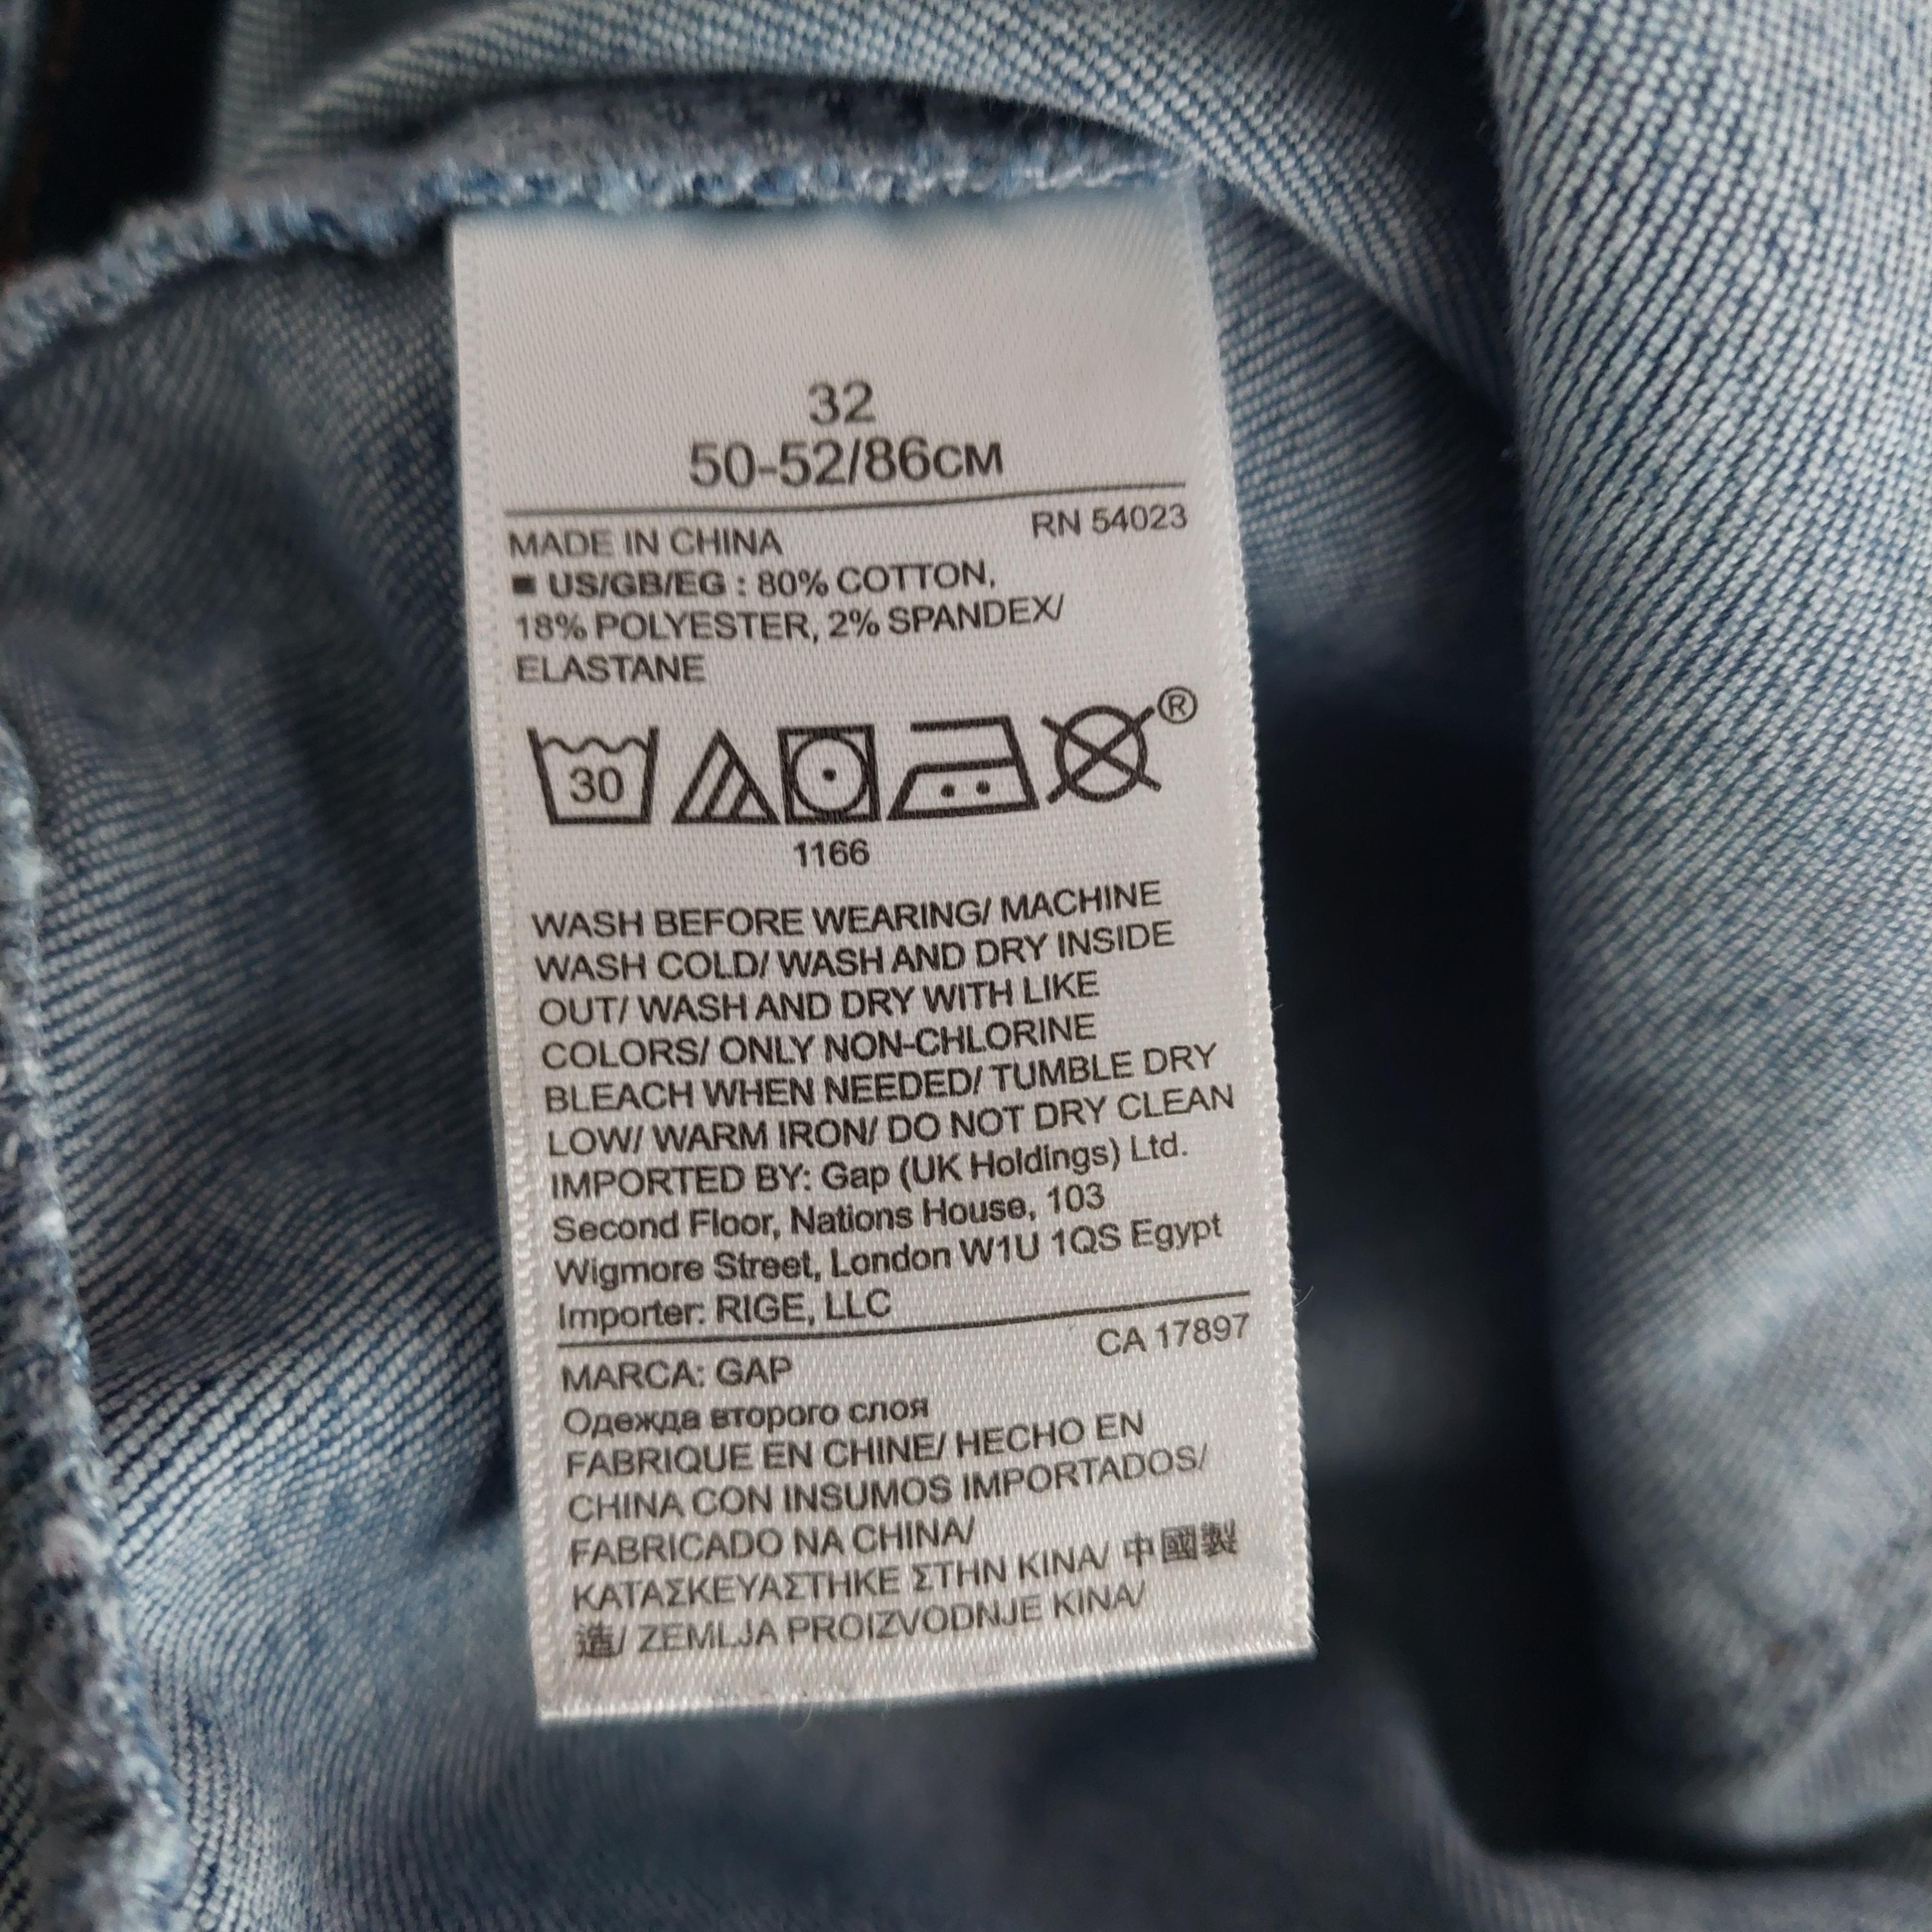 32
50-52/86CM
MADE IN CHINA RN 54023
■ US/GB/EG : 80% COTTON,
18% POLYESTER, 2% SPANDEX/
ELASTANE
30 ®
1166
WASH BEFORE WEARING/ MACHINE
WASH COLD/ WASH AND DRY INSIDE
OUT/ WASH AND DRY WITH LIKE
COLORS/ ONLY NON-CHLORINE
BLEACH WHEN NEEDED/ TUMBLE DRY
LOW/ WARM IRON/ DO NOT DRY CLEAN
IMPORTED BY: Gap (UK Holdings) Ltd.
Second Floor, Nations House, 103
Wigmore Street, London W1U 1QS Egypt
Importer: RIGE, LLC
MARCA: GAP CA 17897
Одежда второго слоя
FABRIQUE EN CHINE/ HECHO EN
CHINA CON INSUMOS IMPORTADOS/
FABRICADO NA CHINA/
ΚΑΤΑΣΚΕΥΑΣΤΗΚΕ ΣΤΗΝ ΚΙΝΑ/ 中國製
造/ ZEMLJA PROIZVODNJE KINA/